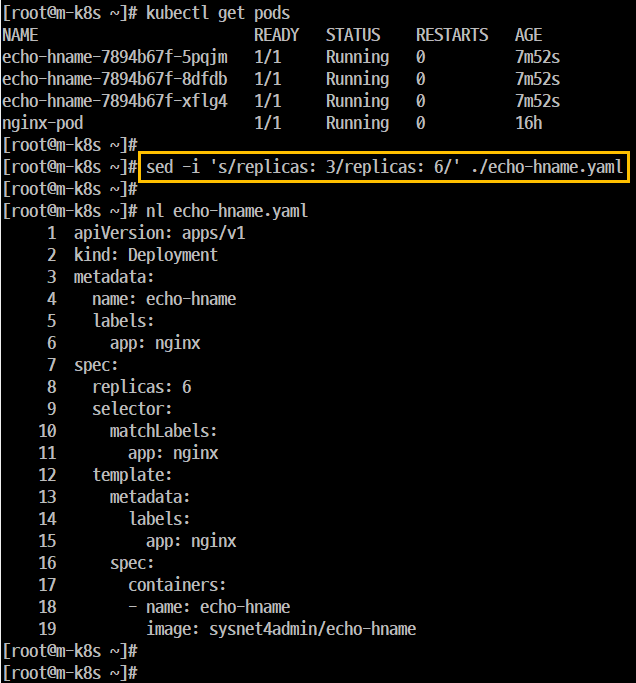 [root@m-k8s ~]# kubectl get pods
NAME                         READY   STATUS    RESTARTS   AGE
echo-hname-7894b67f-5pqjm   1/1     Running   0          7m52s
echo-hname-7894b67f-8dfdb   1/1     Running   0          7m52s
echo-hname-7894b67f-xflg4   1/1     Running   0          7m52s
nginx-pod                   1/1     Running   0          16h
[root@m-k8s ~]#
[root@m-k8s ~]# sed -i 's/replicas: 3/replicas: 6/' ./echo-hname.yaml
[root@m-k8s ~]#
[root@m-k8s ~]# nl echo-hname.yaml
     1  apiVersion: apps/v1
     2  kind: Deployment
     3  metadata:
     4    name: echo-hname
     5    labels:
     6      app: nginx
     7  spec:
     8    replicas: 6
     9    selector:
    10      matchLabels:
    11        app: nginx
    12    template:
    13      metadata:
    14        labels:
    15          app: nginx
    16      spec:
    17        containers:
    18        - name: echo-hname
    19          image: sysnet4admin/echo-hname
[root@m-k8s ~]#
[root@m-k8s ~]#